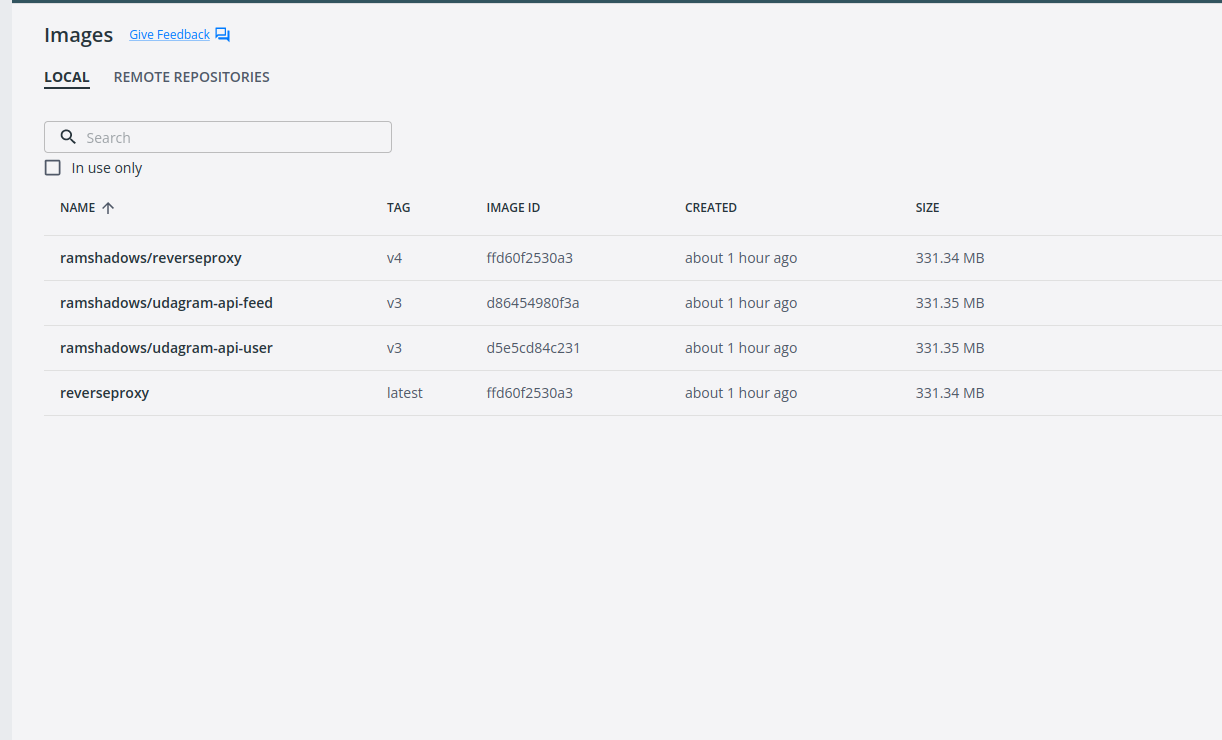 Images Give Feedback
LOCAL REMOTE REPOSITORIES
Search
In use only
NAME TAG IMAGE ID CREATED SIZE
ramshadows/reverseproxy v4 ffd60f2530a3 about 1 hour ago 331.34 MB
ramshadows/udagram-api-feed v3 d86454980f3a about 1 hour ago 331.35 MB
ramshadows/udagram-api-user v3 d5e5cd84c231 about 1 hour ago 331.35 MB
reverseproxy latest ffd60f2530a3 about 1 hour ago 331.34 MB